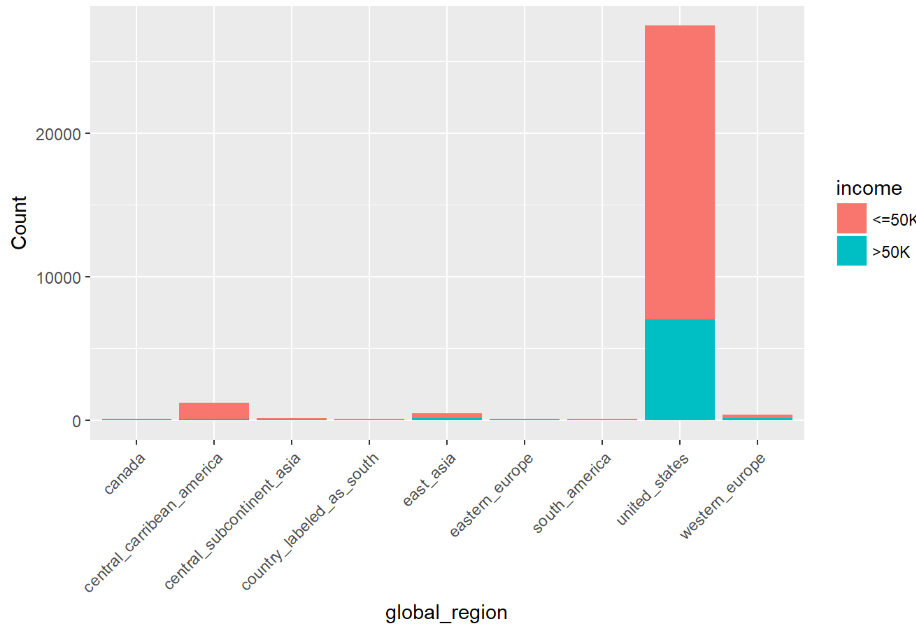 20000
10000
0
Count
canada
central_carribean_america
central_subcontinent_asia
country_labeled_as_south
east_asia
eastern_europe
south_america
united_states
western_europe
global_region
income
<=50K
>50K